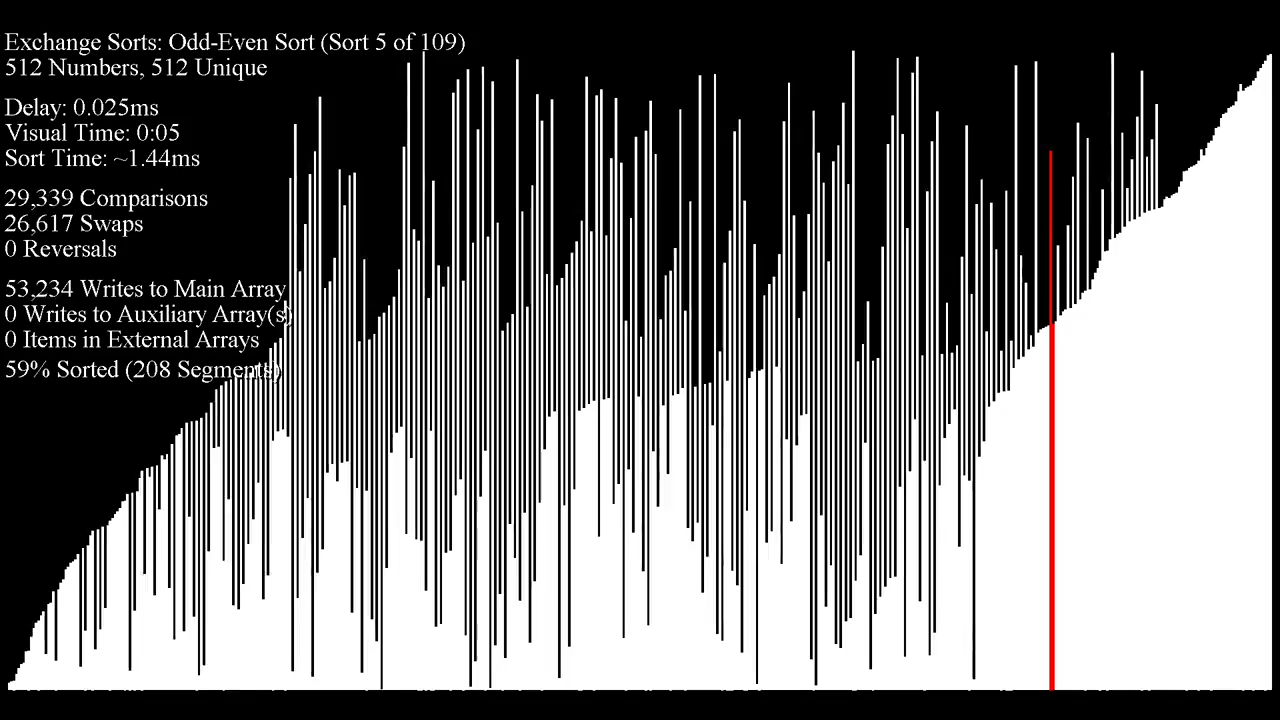 Exchange Sorts: Odd-Even Sort (Sort 5 of 109)
512 Numbers, 512 Unique
Delay: 0.025ms
Visual Time: 0:05
Sort Time: ~1.44ms
29,339 Comparisons
26,617 Swaps
0 Reversals
53,234 Writes to Main Array
0 Writes to Auxiliary Array(s)
0 Items in External Arrays
59% Sorted (208 Segments)